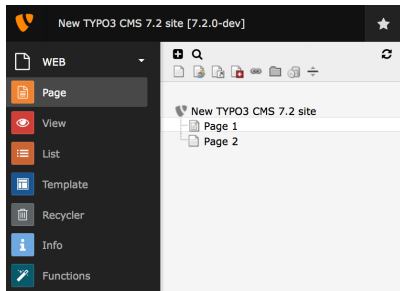 New TYPO3 CMS 7.2 site [7.2.0-dev]
WEB
Page
View
List
Template
Recycler
Info
Functions
New TYPO3 CMS 7.2 site
Page 1
Page 2